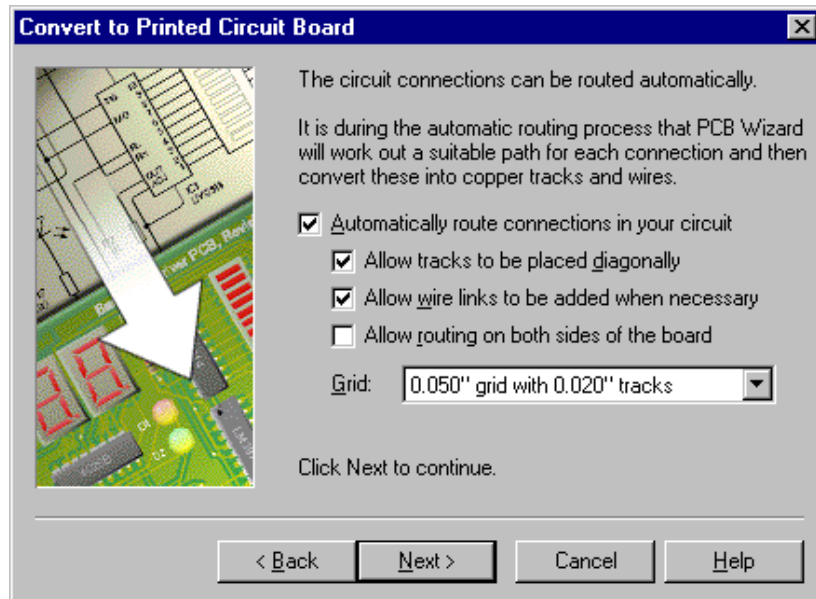 Convert to Printed Circuit Board
The circuit connections can be routed automatically.
It is during the automatic routing process that PCB Wizard
will work out a suitable path for each connection and then
convert these into copper tracks and wires.
Automatically route connections in your circuit
Allow tracks to be placed diagonally
Allow wire links to be added when necessary
Allow routing on both sides of the board
Grid: 0.050" grid with 0.020" tracks
Click Next to continue.
< Back Next > Cancel Help
PCB,
D1
D2